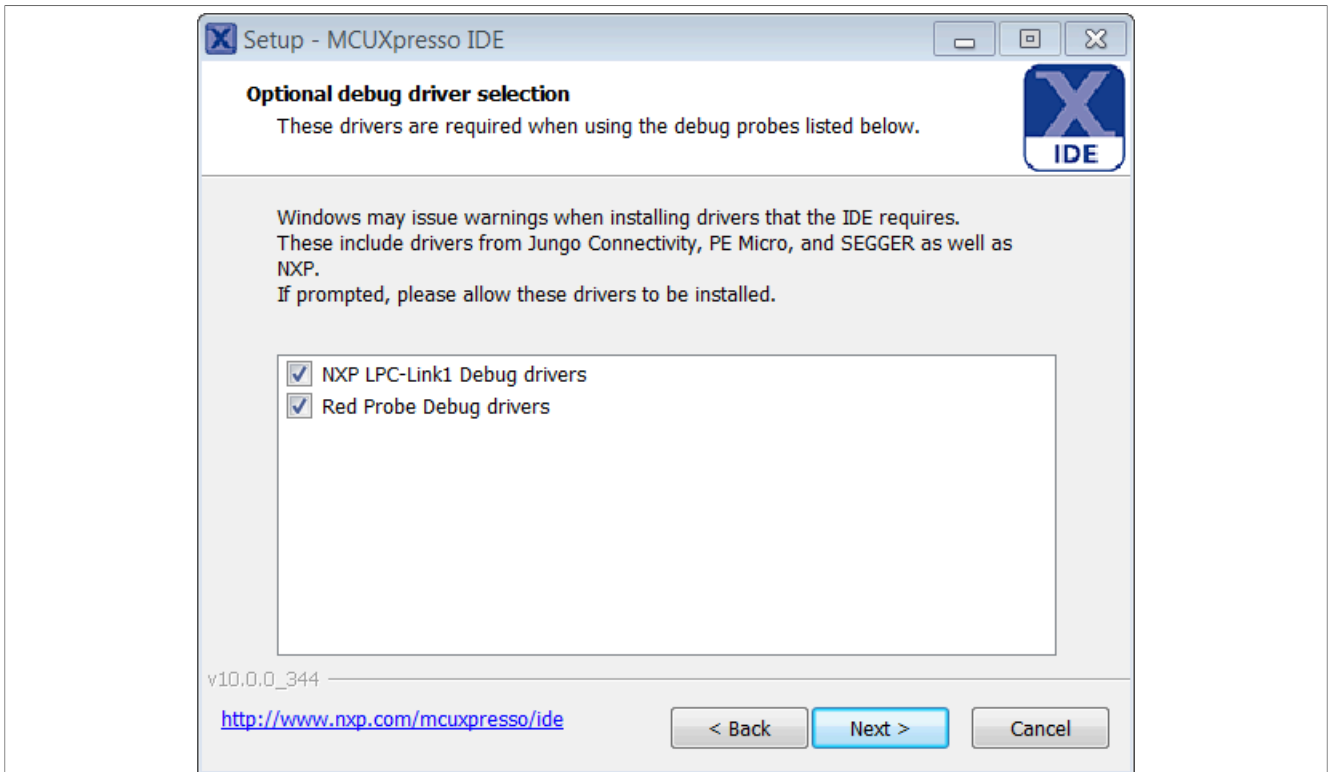 Setup - MCUXpresso IDE
Optional debug driver selection
These drivers are required when using the debug probes listed below.
IDE
Windows may issue warnings when installing drivers that the IDE requires.
These include drivers from Jungo Connectivity, PE Micro, and SEGGER as well as
NXP.
If prompted, please allow these drivers to be installed.
NXP LPC-Link1 Debug drivers
Red Probe Debug drivers
v10.0.0_344
http://www.nxp.com/mcuxpresso/ide
< Back
Next >
Cancel